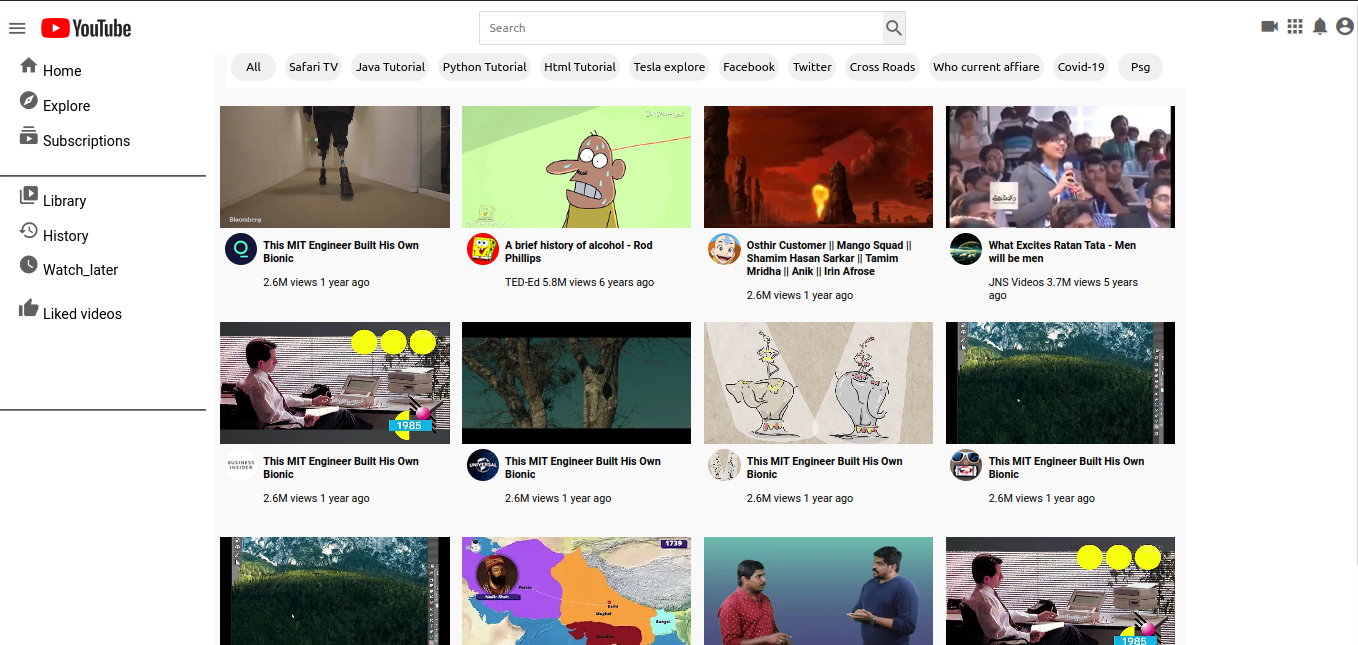 YouTube
Search
Home
Explore
Subscriptions
Library
History
Watch_later
Liked videos
All Safari TV Java Tutorial Python Tutorial Html Tutorial Tesla explore Facebook Twitter Cross Roads Who current affiare Covid-19 Psg
Bloomberg
This MIT Engineer Built His Own
Bionic
2.6M views 1 year ago
A brief history of alcohol - Rod
Phillips
TED-Ed 5.8M views 6 years ago
Osthir Customer || Mango Squad ||
Shamim Hasan Sarkar || Tamim
Mridha || Anik || Irin Afrose
2.6M views 1 year ago
What Excites Ratan Tata - Men
will be men
JNS Videos 3.7M views 5 years
ago
1985
BUSINESS
INSIDER
This MIT Engineer Built His Own
Bionic
2.6M views 1 year ago
UNIVERSAL
This MIT Engineer Built His Own
Bionic
2.6M views 1 year ago
This MIT Engineer Built His Own
Bionic
2.6M views 1 year ago
This MIT Engineer Built His Own
Bionic
2.6M views 1 year ago
1739
Nadir Shah
Persia
Delhi
Mughal
Bengal
1985